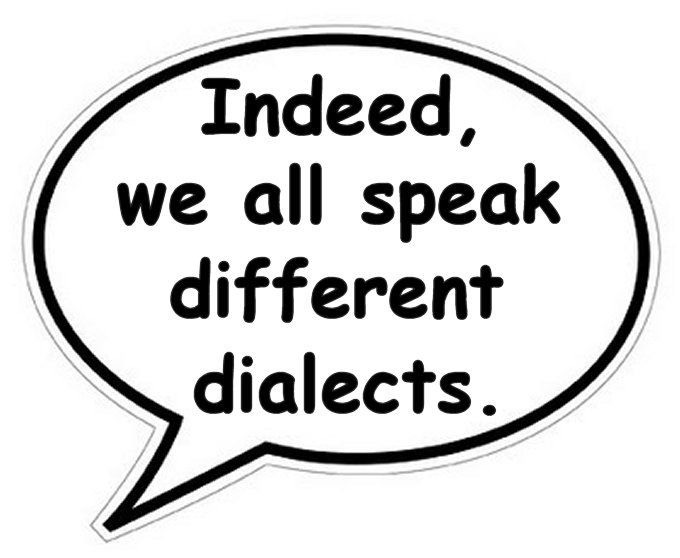 Indeed,
we all speak
different
dialects.